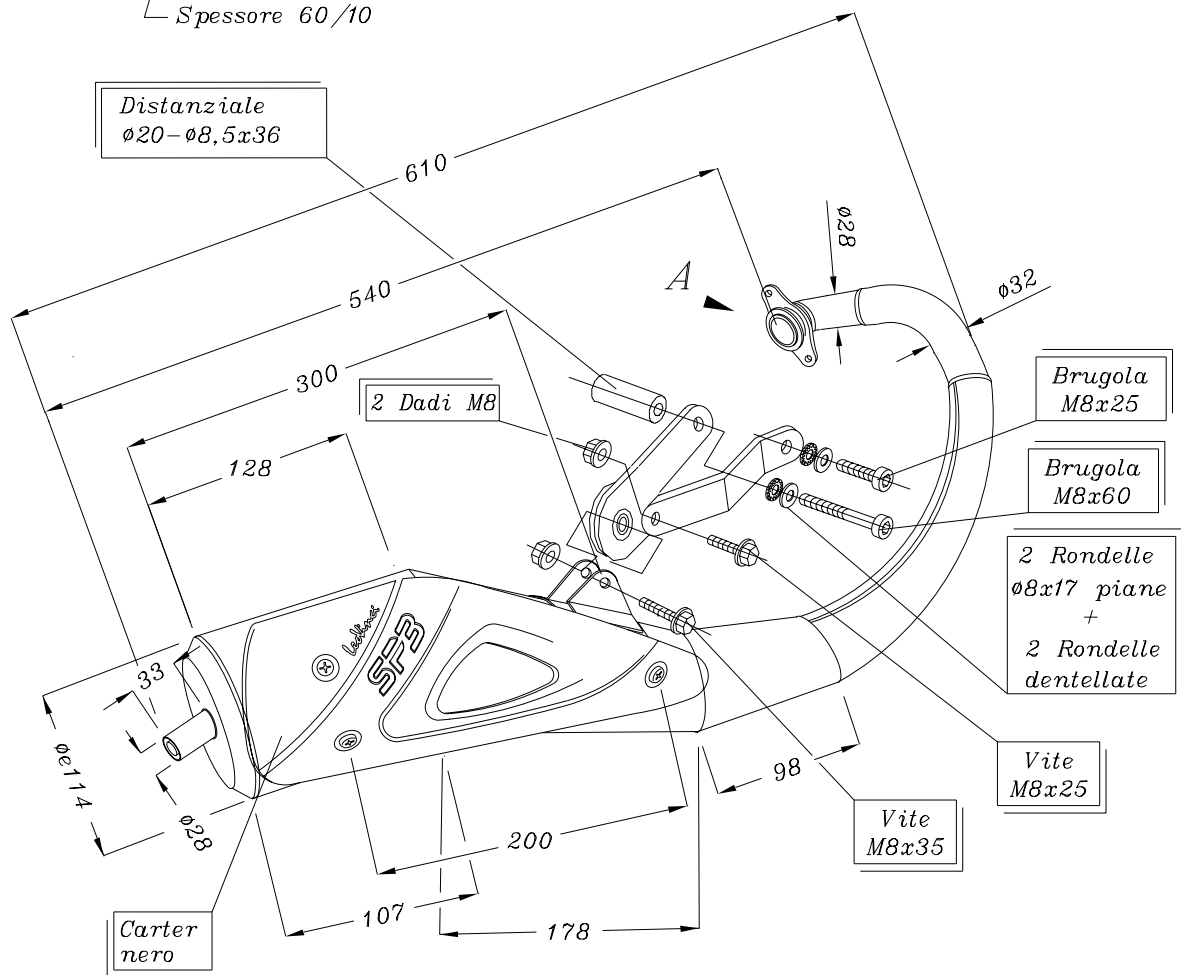 Spessore 60/10
Distanziale
ø20-ø8,5x36
610
540
300
128
A
ø28
ø32
2 Dadi M8
Brugola
M8x25
Brugola
M8x60
2 Rondelle
ø8x17 piane
+
2 Rondelle
dentellate
Vite
M8x25
Vite
M8x35
98
200
107
178
33
øe114
ø28
Carter
nero
SP3